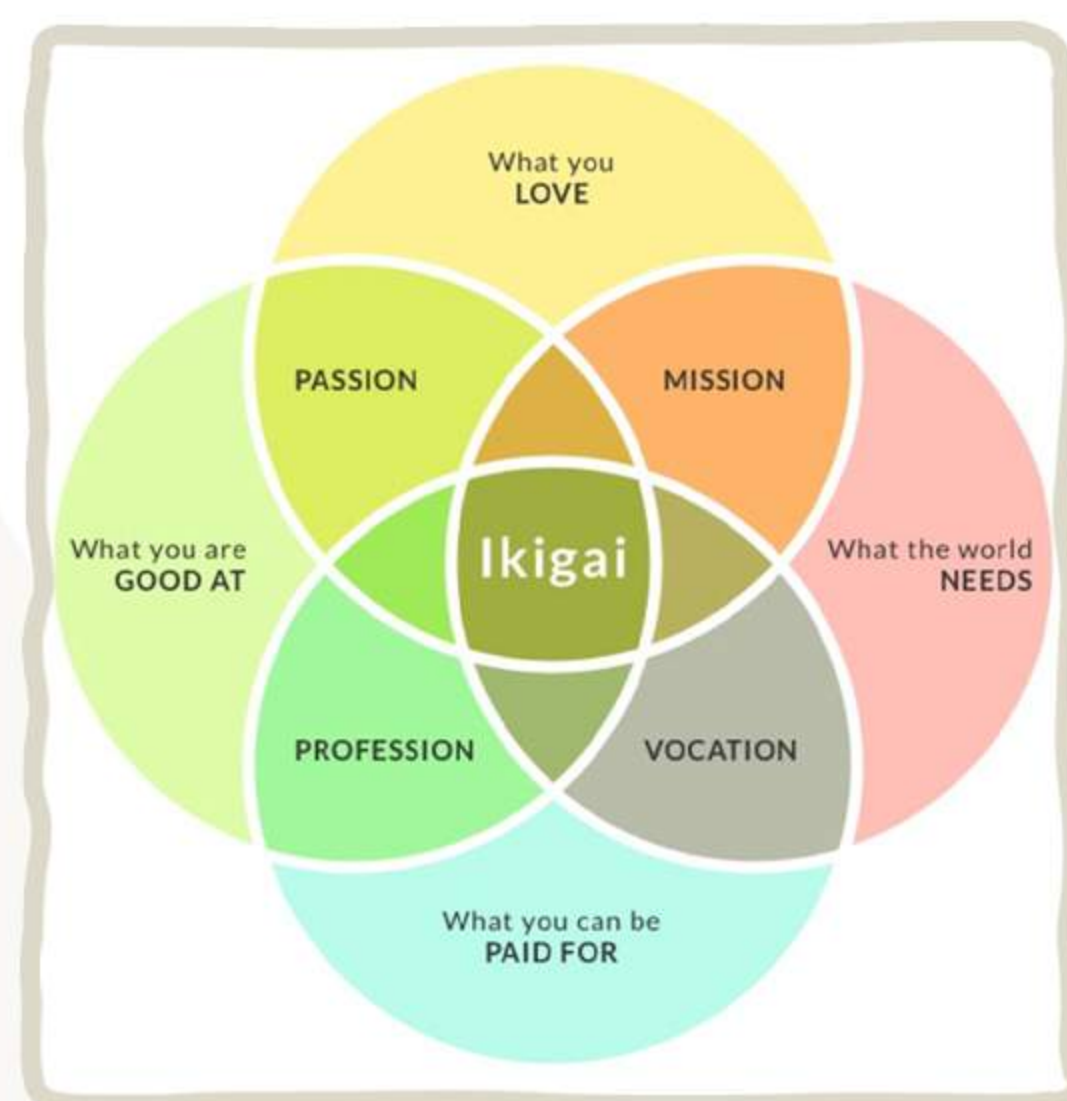 What you
LOVE
PASSION
MISSION
What you are
GOOD AT
Ikigai
What the world
NEEDS
PROFESSION
VOCATION
What you can be
PAID FOR